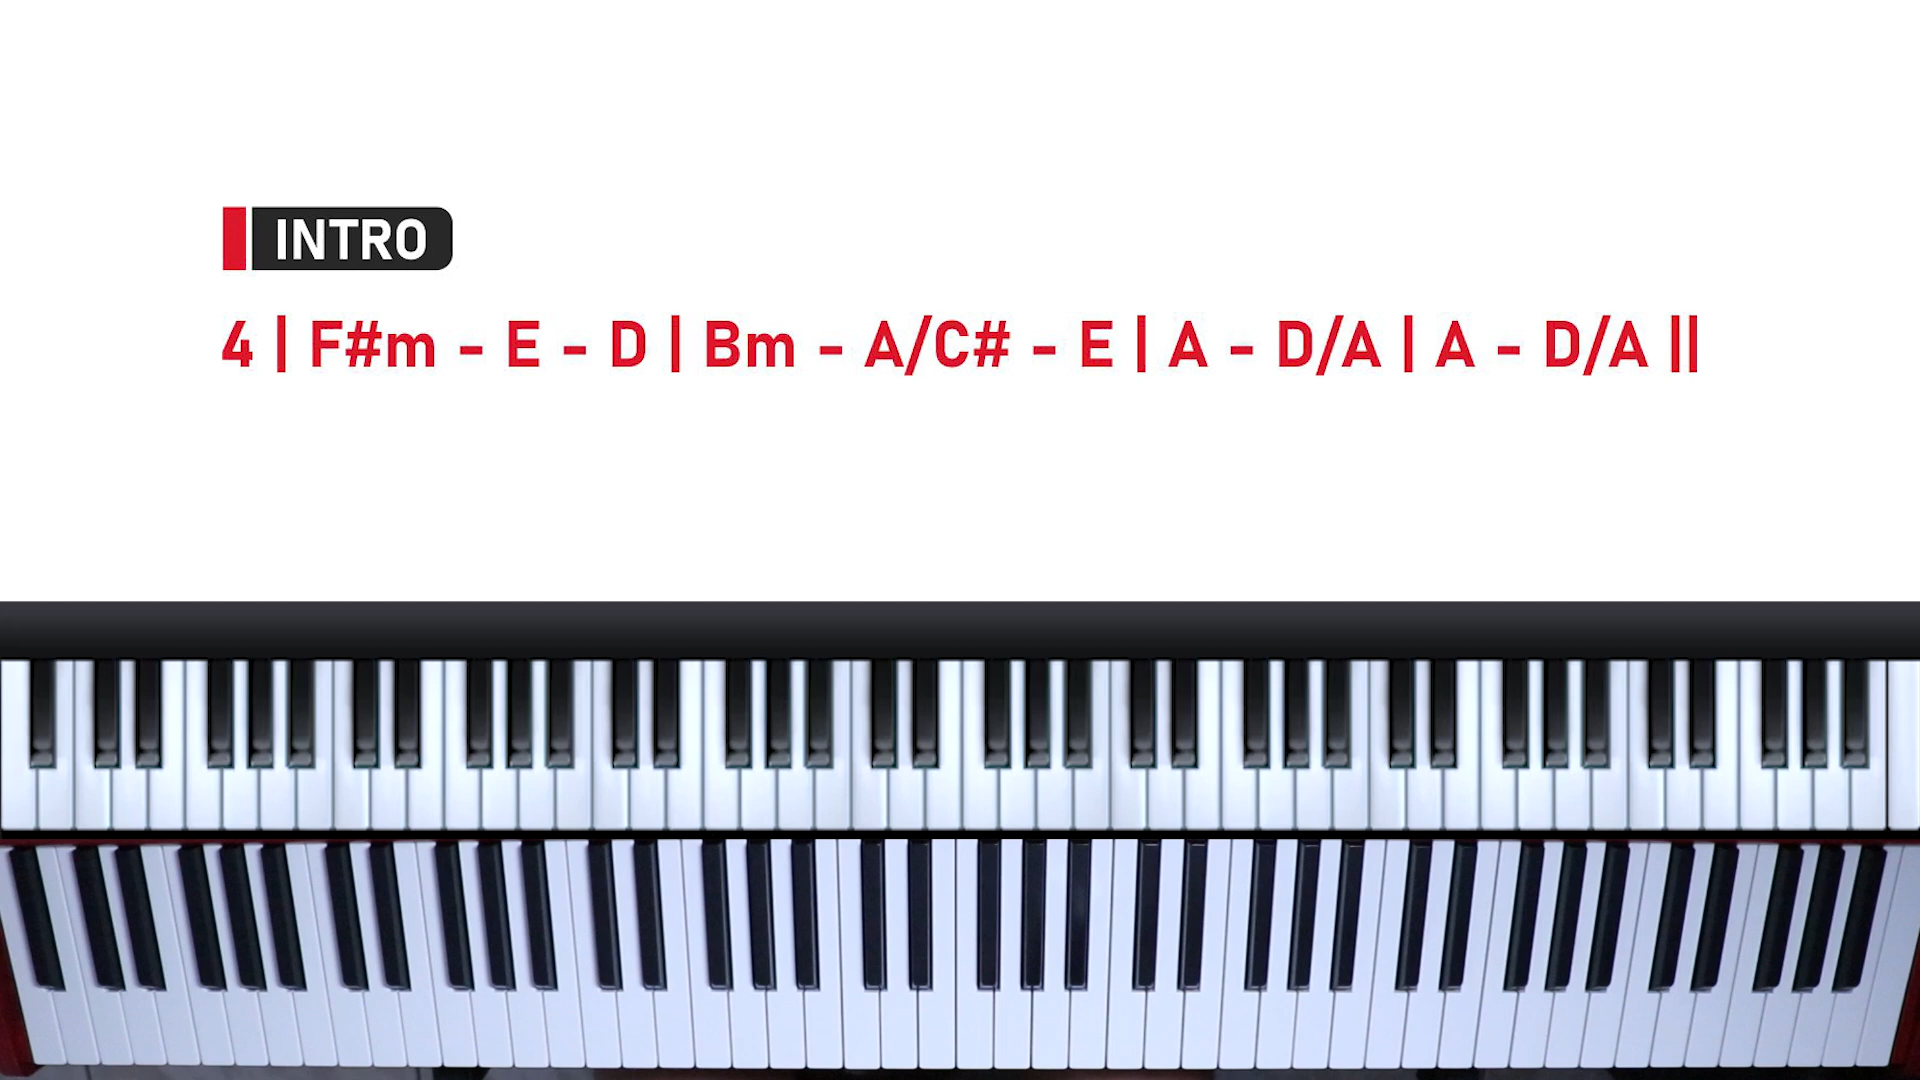 INTRO
4 | F#m - E - D | Bm - A/C# - E | A - D/A | A - D/A ||